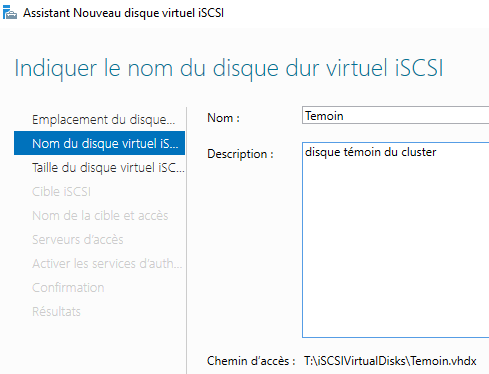 Assistant Nouveau disque virtuel iSCSI
Indiquer le nom du disque dur virtuel iSCSI
Emplacement du disque...
Nom du disque virtuel iS...
Taille du disque virtuel iSC...
Cible iSCSI
Nom de la cible et accès
Serveurs d'accès
Activer les services d'auth...
Confirmation
Résultats
Nom :
Temoin
Description :
disque témoin du cluster
Chemin d'accès : T:\iSCSIVirtualDisks\Temoin.vhdx